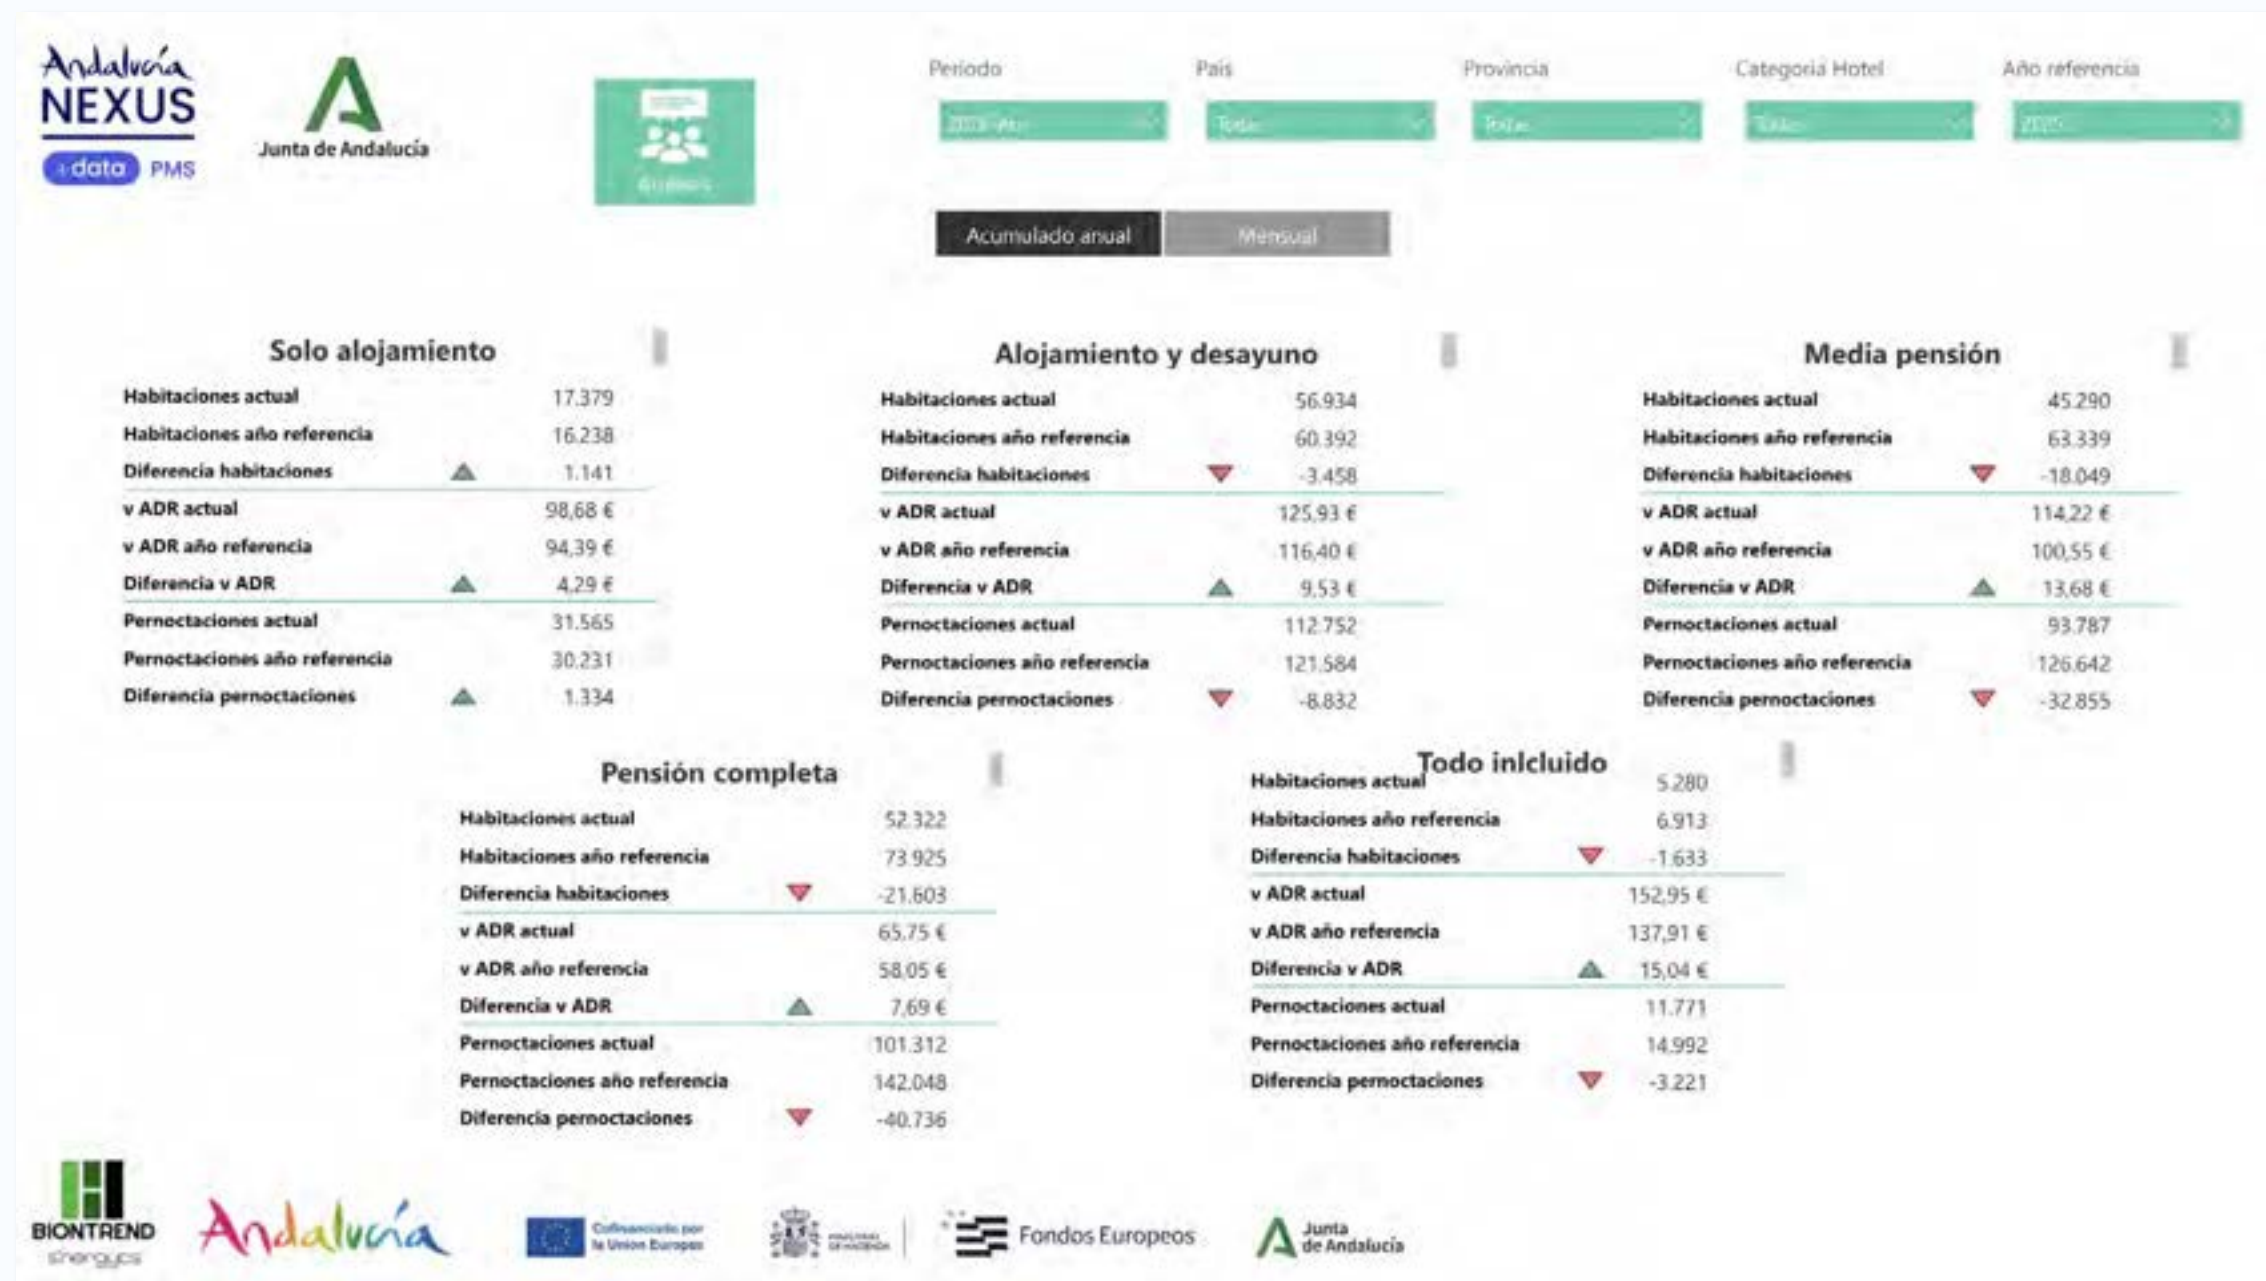 Andalucía
NEXUS
data PMS
Junta de Andalucía
Periodo
País
Provincia
Categoria Hotel
Año referencia
Acumulado anual
Mensual
Solo alojamiento
Habitaciones actual 17.379
Habitaciones año referencia 16.238
Diferencia habitaciones 1.141
v ADR actual 98,68 €
v ADR año referencia 94,39 €
Diferencia v ADR 4,29 €
Pernoctaciones actual 31.565
Pernoctaciones año referencia 30.231
Diferencia pernoctaciones 1.334
Alojamiento y desayuno
Habitaciones actual 56.934
Habitaciones año referencia 60.392
Diferencia habitaciones -3.458
v ADR actual 125,93 €
v ADR año referencia 116,40 €
Diferencia v ADR 9,53 €
Pernoctaciones actual 112.752
Pernoctaciones año referencia 121.584
Diferencia pernoctaciones -8.832
Media pensión
Habitaciones actual 45.290
Habitaciones año referencia 63.339
Diferencia habitaciones -18.049
v ADR actual 114,22 €
v ADR año referencia 100,55 €
Diferencia v ADR 13,68 €
Pernoctaciones actual 93.787
Pernoctaciones año referencia 126.642
Diferencia pernoctaciones -32.855
Pensión completa
Habitaciones actual 52.322
Habitaciones año referencia 73.925
Diferencia habitaciones -21.603
v ADR actual 65,75 €
v ADR año referencia 58,05 €
Diferencia v ADR 7,69 €
Pernoctaciones actual 101.312
Pernoctaciones año referencia 142.048
Diferencia pernoctaciones -40.736
Todo inlcluido
Habitaciones actual 5.280
Habitaciones año referencia 6.913
Diferencia habitaciones -1.633
v ADR actual 152,95 €
v ADR año referencia 137,91 €
Diferencia v ADR 15,04 €
Pernoctaciones actual 11.771
Pernoctaciones año referencia 14.992
Diferencia pernoctaciones -3.221
BIONTREND
Andalucía
Cofinanciado por
la Union Europea
Fondos Europeos
Junta
de Andalucía